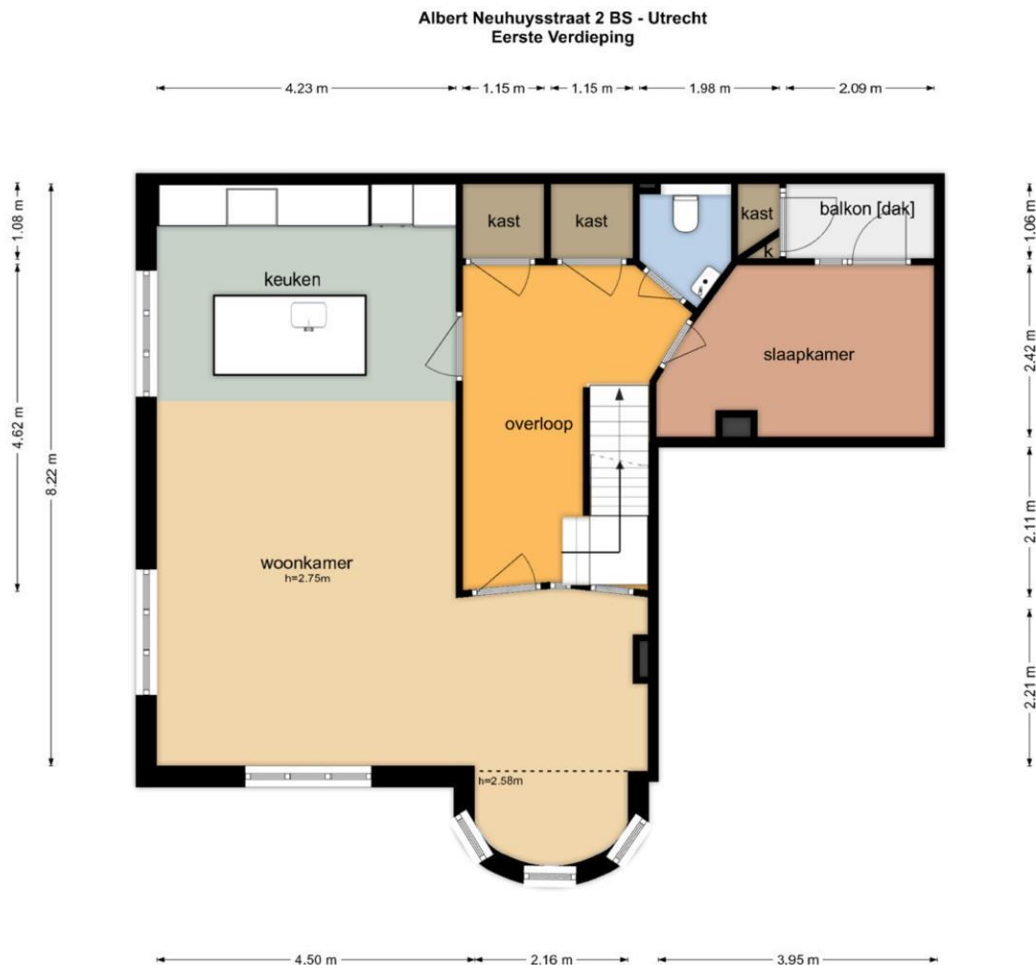 Albert Neuhuysstraat 2 BS - Utrecht
Eerste Verdieping
4.23 m
1.15 m
1.15 m
1.98 m
2.09 m
1.08 m
4.62 m
8.22 m
kast
kast
kast
k
balkon [dak]
keuken
slaapkamer
overloop
woonkamer
h=2.75m
h=2.58m
1.06 m
2.42 m
2.11 m
2.21 m
4.50 m
2.16 m
3.95 m